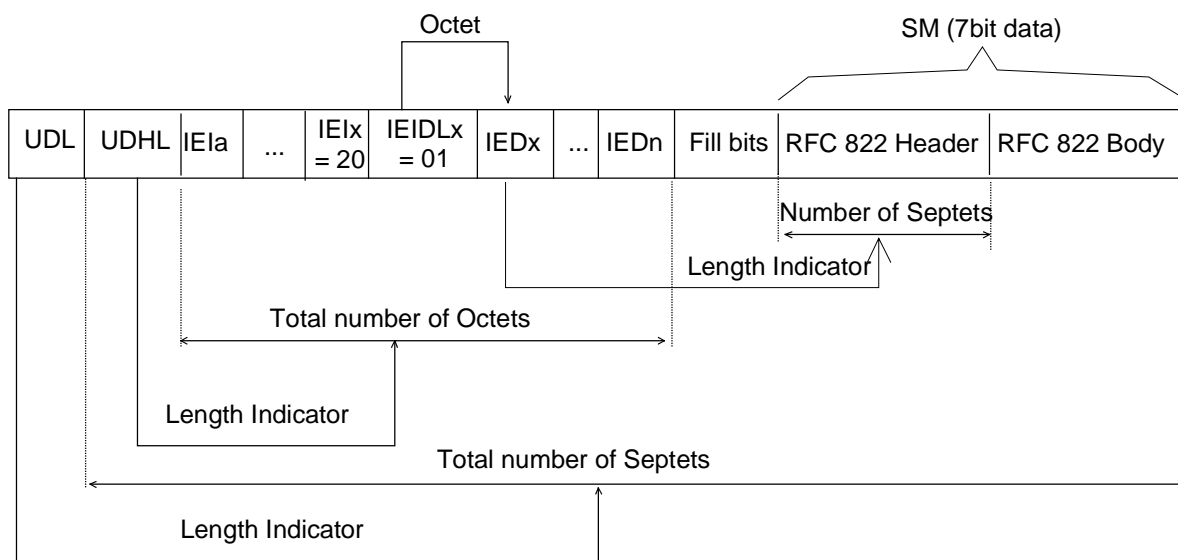 Octet
SM (7bit data)
UDL UDHL IEIa ... IEIx = 20 IEIDLx = 01 IEDx ... IEDn Fill bits RFC 822 Header RFC 822 Body
Number of Septets
Length Indicator
Total number of Octets
Length Indicator
Total number of Septets
Length Indicator